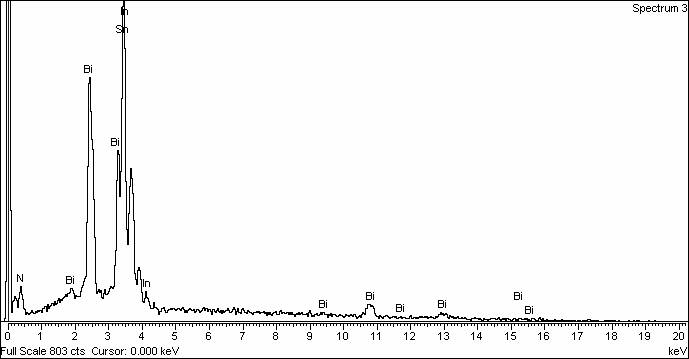 Spectrum 3
In
Sn
Bi
Bi
N
Bi
In
Bi
Bi
Bi
Bi
Bi
Bi
0 1 2 3 4 5 6 7 8 9 10 11 12 13 14 15 16 17 18 19 20
Full Scale 803 cts Cursor: 0.000 keV keV